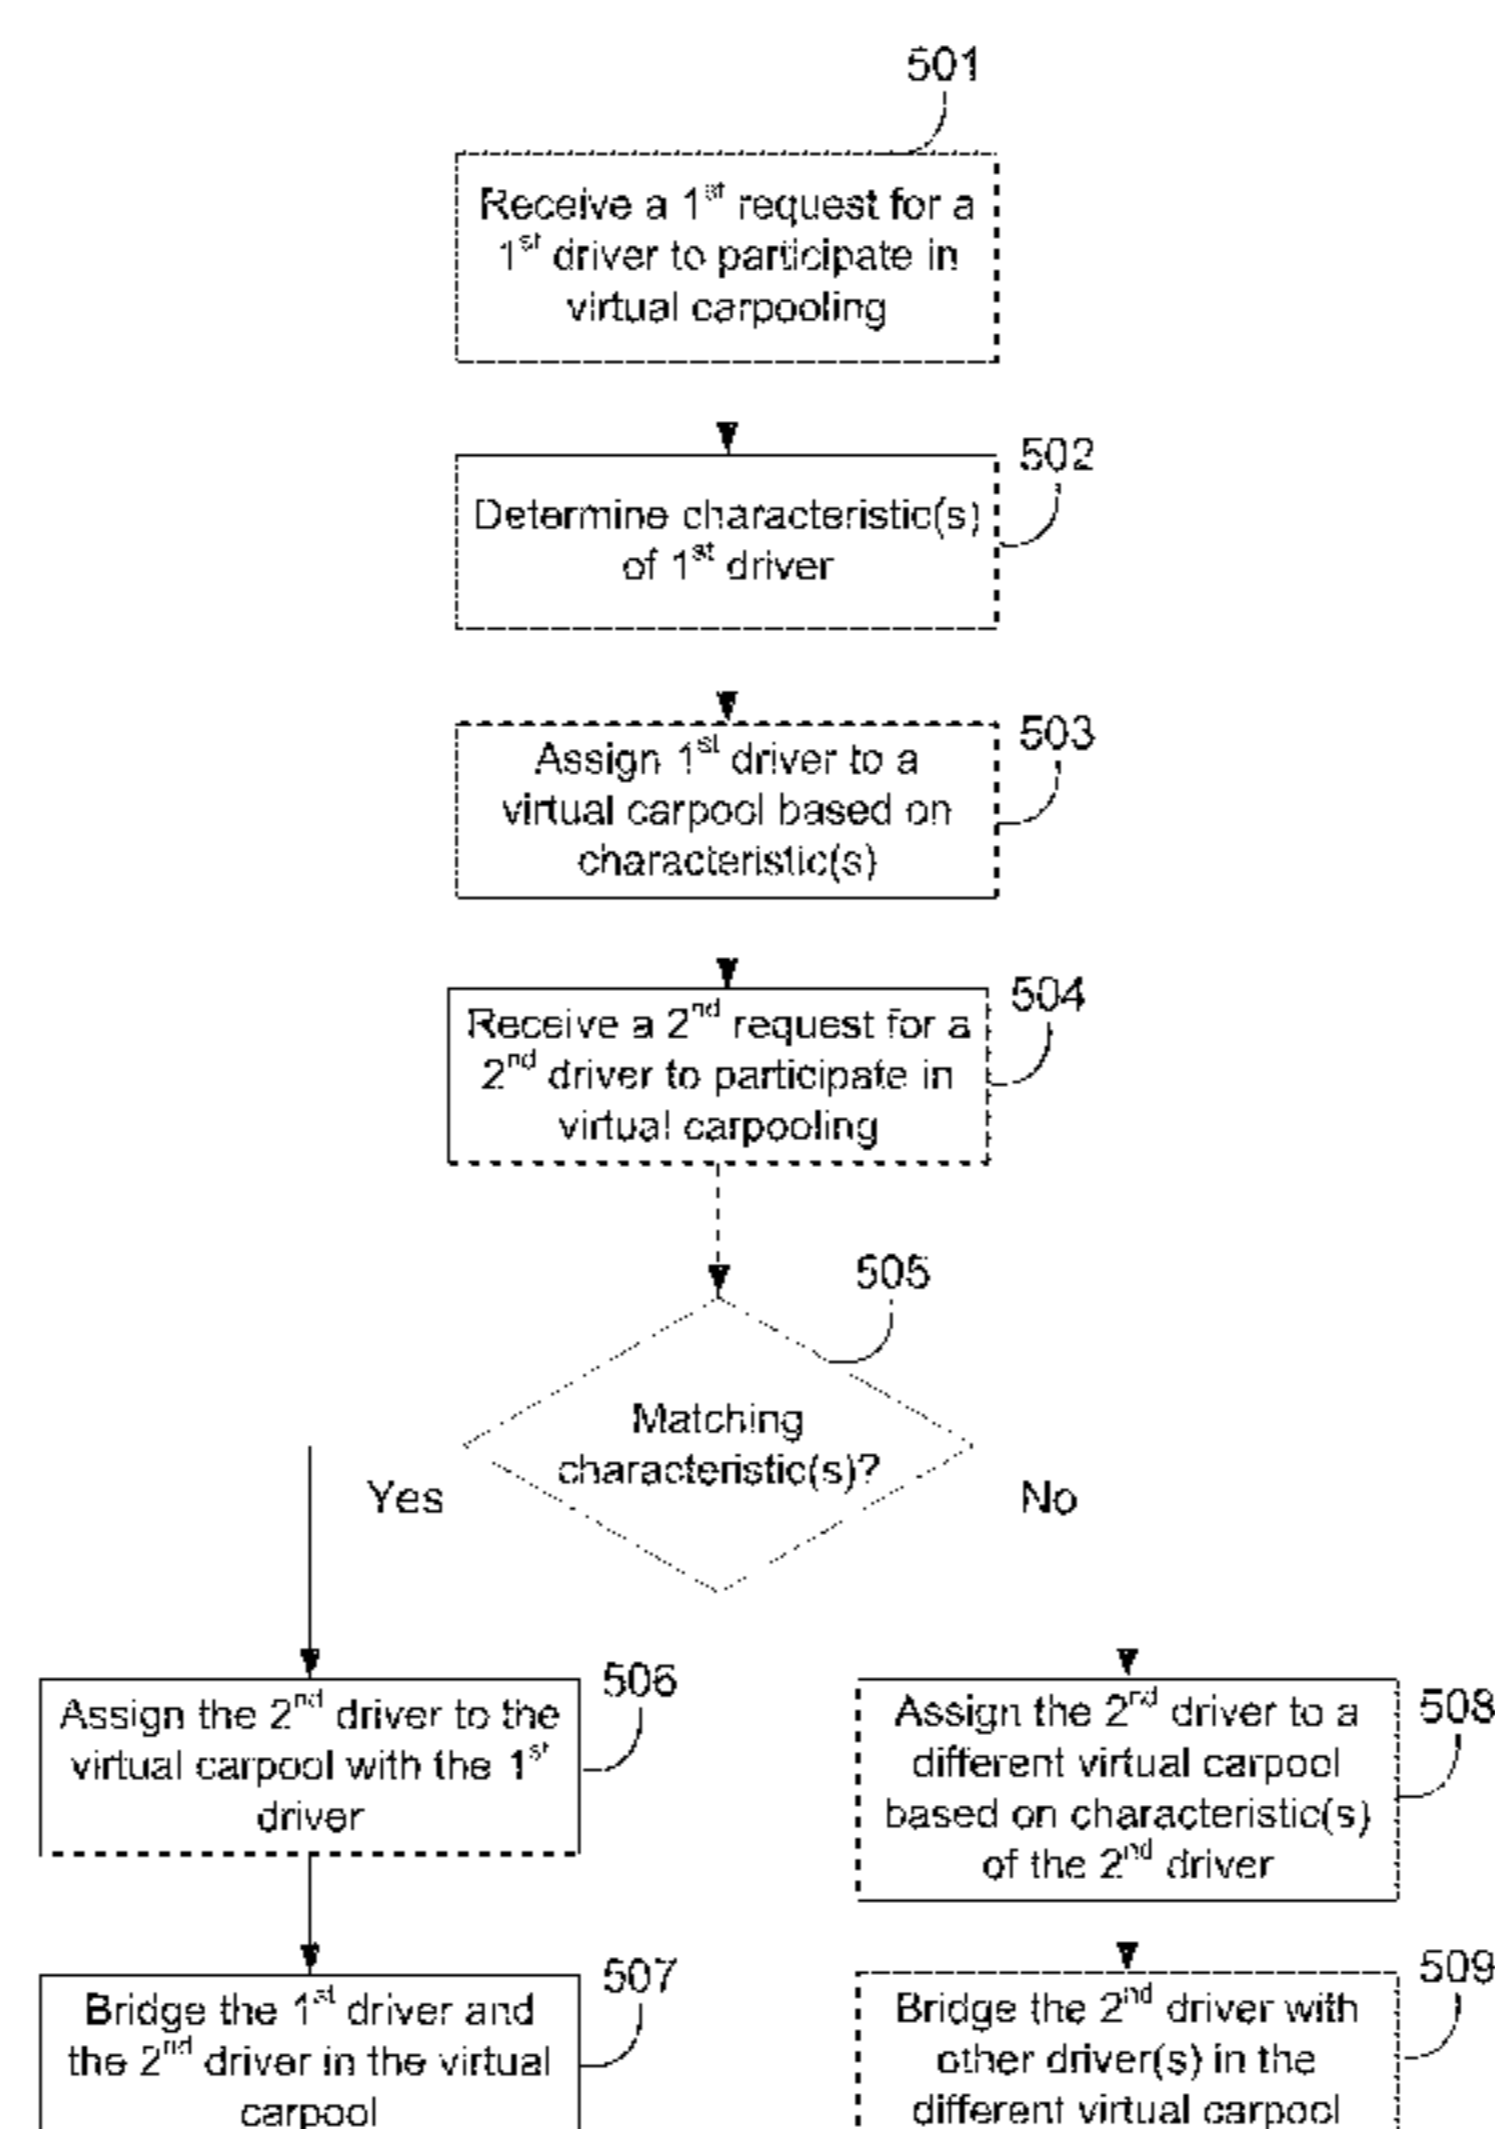 501
Receive a 1st request for a
1st driver to participate in
virtual carpooling
502
Determine characteristic(s)
of 1st driver
503
Assign 1st driver to a
virtual carpool based on
characteristic(s)
504
Receive a 2nd request for a
2nd driver to participate in
virtual carpooling
505
Matching
characteristic(s)?
Yes
No
506
Assign the 2nd driver to the
virtual carpool with the 1st
driver
508
Assign the 2nd driver to a
different virtual carpool
based on characteristic(s)
of the 2nd driver
507
Bridge the 1st driver and
the 2nd driver in the virtual
carpool
509
Bridge the 2nd driver with
other driver(s) in the
different virtual carpool